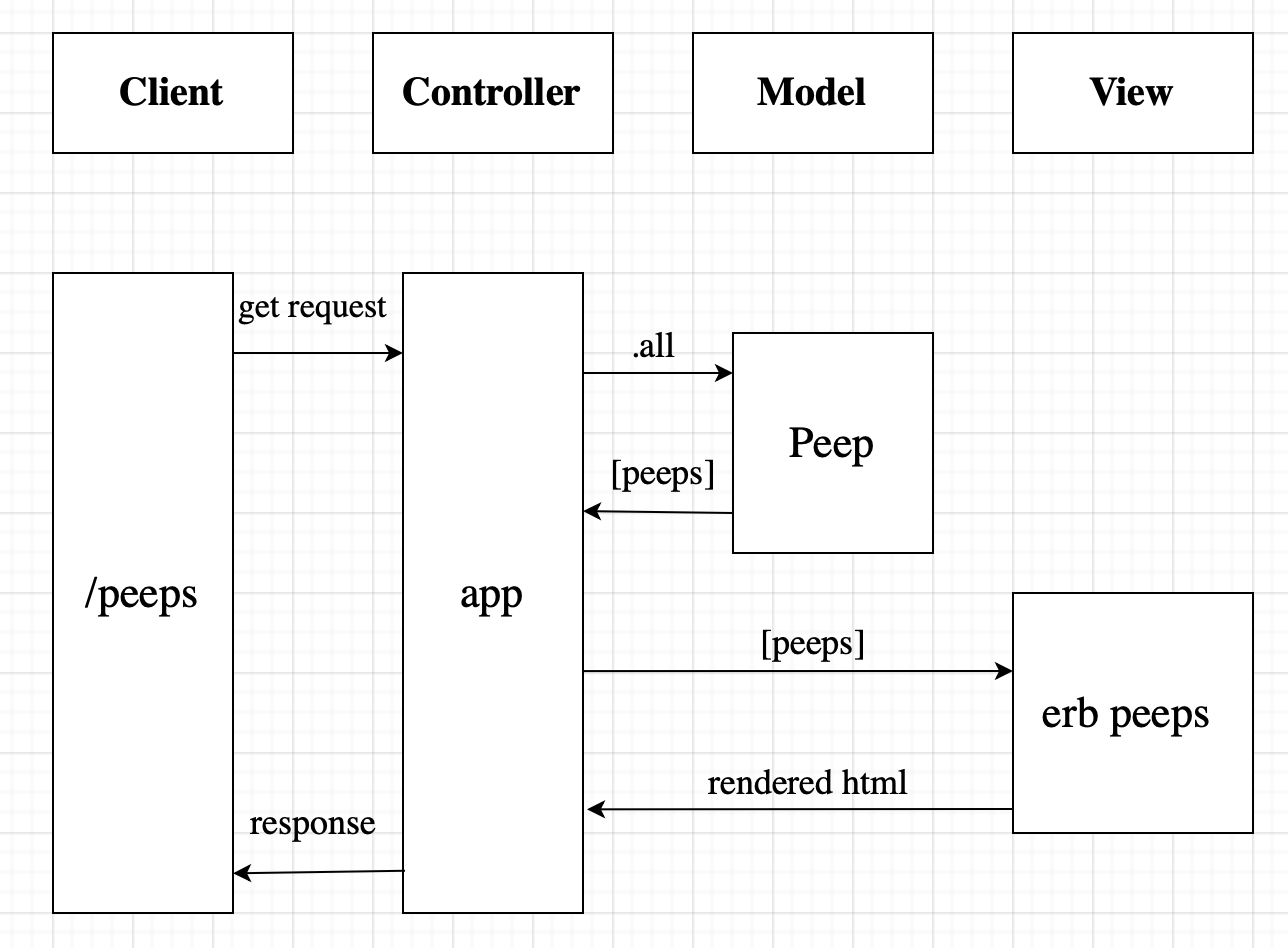 Client
Controller
Model
View
get request
.all
Peep
[peeps]
/peeps
app
[peeps]
erb peeps
rendered html
response